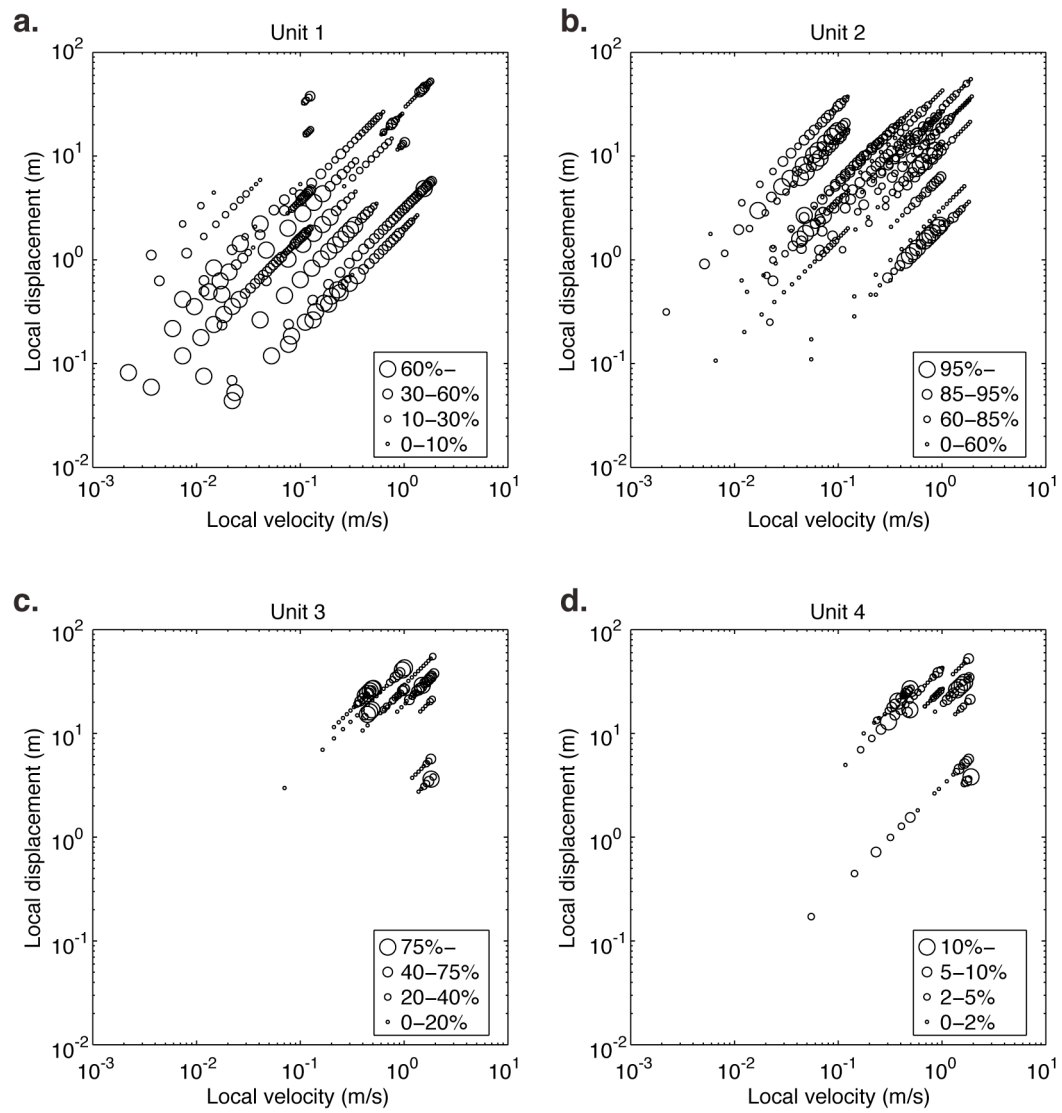 a.
Unit 1
10^2
10^1
10^0
10^-1
10^-2
Local displacement (m)
60%–
30–60%
10–30%
0–10%
10^-3 10^-2 10^-1 10^0 10^1
Local velocity (m/s)
b.
Unit 2
10^2
10^1
10^0
10^-1
10^-2
Local displacement (m)
95%–
85–95%
60–85%
0–60%
10^-3 10^-2 10^-1 10^0 10^1
Local velocity (m/s)
c.
Unit 3
10^2
10^1
10^0
10^-1
10^-2
Local displacement (m)
75%–
40–75%
20–40%
0–20%
10^-3 10^-2 10^-1 10^0 10^1
Local velocity (m/s)
d.
Unit 4
10^2
10^1
10^0
10^-1
10^-2
Local displacement (m)
10%–
5–10%
2–5%
0–2%
10^-3 10^-2 10^-1 10^0 10^1
Local velocity (m/s)